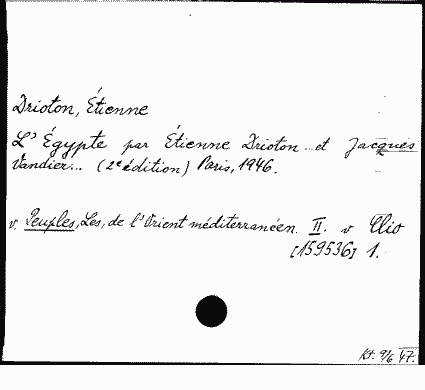 Drioton, Étienne
L'Égypte par Étienne Drioton ... et Jacques
Vandier... (2e édition) Paris, 1946.
v. Peuples, Les, de l'Orient méditerranéen. II. v Clio
[159536] 1.
Kt. 9/6 47.